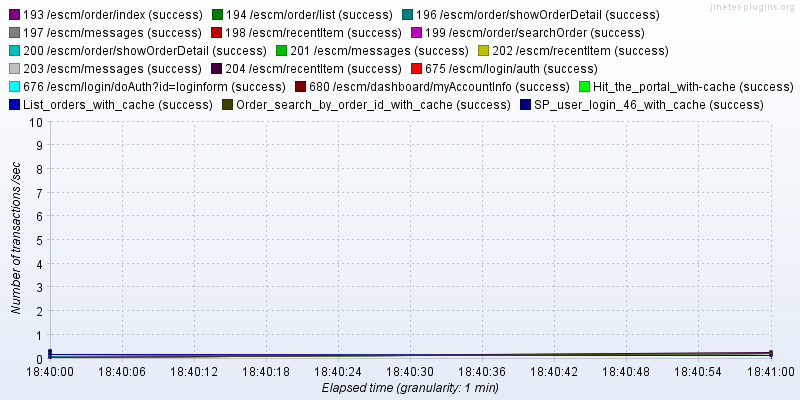 jmeter-plugins.org
193 /escm/order/index (success) 194 /escm/order/list (success) 196 /escm/order/showOrderDetail (success)
197 /escm/messages (success) 198 /escm/recentItem (success) 199 /escm/order/searchOrder (success)
200 /escm/order/showOrderDetail (success) 201 /escm/messages (success) 202 /escm/recentItem (success)
203 /escm/messages (success) 204 /escm/recentItem (success) 675 /escm/login/auth (success)
676 /escm/login/doAuth?id=loginform (success) 680 /escm/dashboard/myAccountInfo (success) Hit_the_portal_with-cache (success)
List_orders_with_cache (success) Order_search_by_order_id_with_cache (success) SP_user_login_46_with_cache (success)
Number of transactions /sec
10
9
8
7
6
5
4
3
2
1
0
18:40:00 18:40:06 18:40:12 18:40:18 18:40:24 18:40:30 18:40:36 18:40:42 18:40:48 18:40:54 18:41:00
Elapsed time (granularity: 1 min)